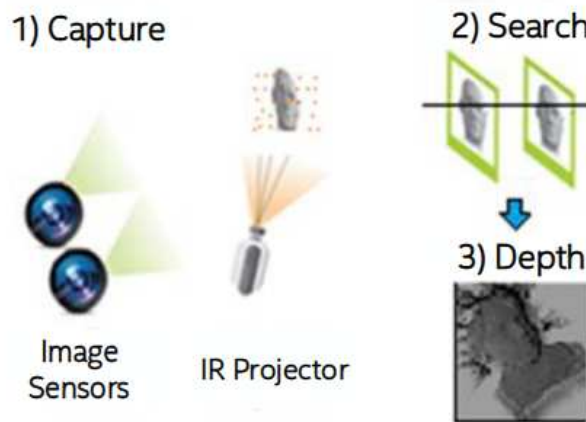 1) Capture
2) Search
3) Depth
Image
Sensors
IR Projector